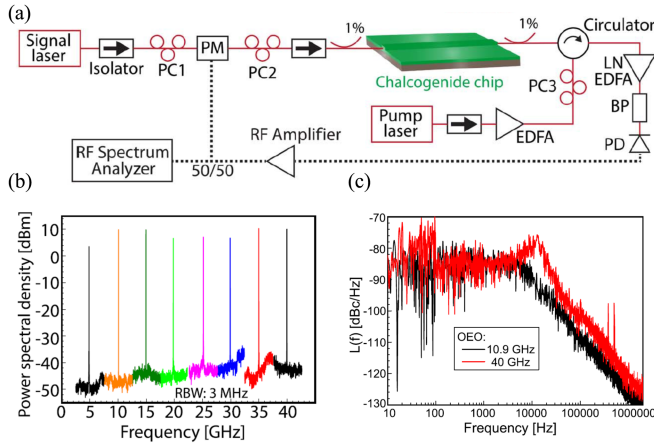 (a)
1%
1%
Circulator
Signal
laser
Isolator
PC1
PM
PC2
Chalcogenide chip
PC3
LN
EDFA
BP
PD
Pump
laser
EDFA
RF Amplifier
RF Spectrum
Analyzer
50/50
(b)
Power spectral density [dBm]
10
0
-10
-20
-30
-40
-50
RBW: 3 MHz
0 5 10 15 20 25 30 35 40 45
Frequency [GHz]
(c)
L(f) [dBc/Hz]
-70
-80
-90
-100
-110
-120
-130
OEO:
10.9 GHz
40 GHz
10 100 1000 10000 100000 1000000
Frequency [Hz]